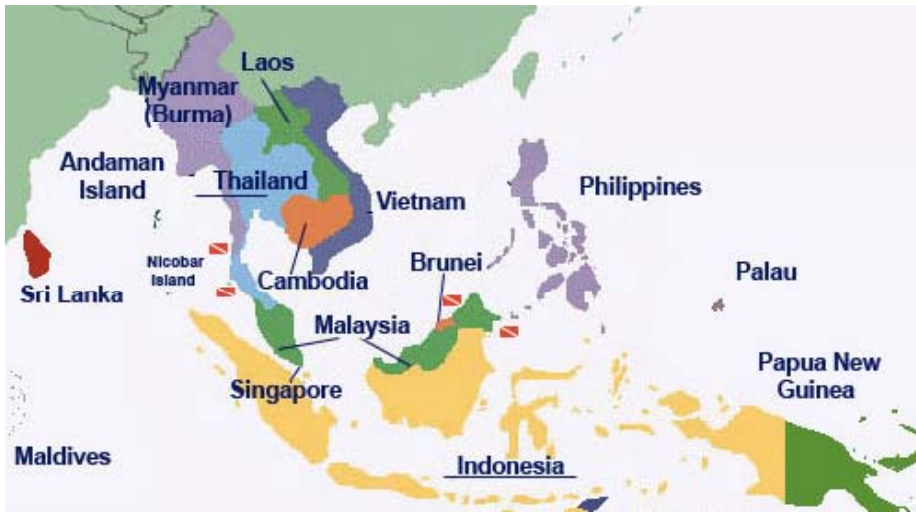 Laos
Myanmar
(Burma)
Andaman
Island
Thailand
Philippines
Vietnam
Nicobar
Island
Cambodia
Brunei
Palau
Sri Lanka
Malaysia
Singapore
Papua New
Guinea
Maldives
Indonesia